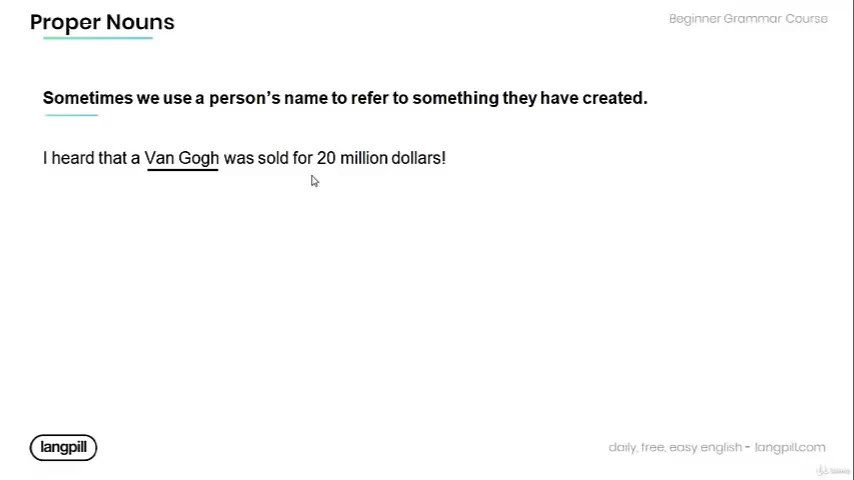 Proper Nouns
Beginner Grammar Course
Sometimes we use a person's name to refer to something they have created.
I heard that a Van Gogh was sold for 20 million dollars!
langpill
daily, free, easy english - langpill.com